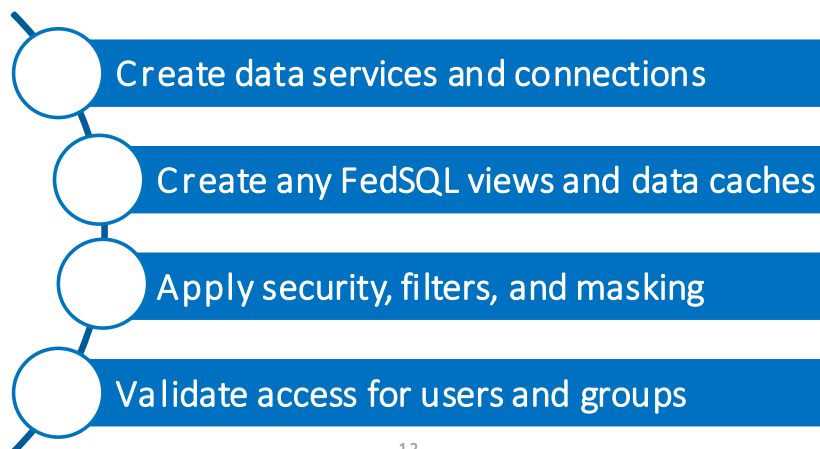 Create data services and connections
Create any FedSQL views and data caches
Apply security, filters, and masking
Validate access for users and groups
12